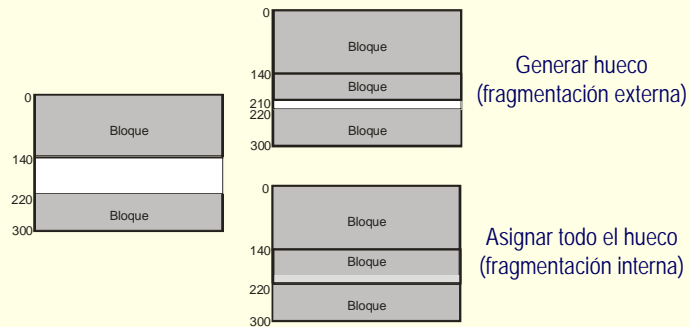 0
Bloque
140
220
Bloque
300
0
Bloque
140
Bloque
210
220
Bloque
300
Generar hueco
(fragmentación externa)
0
Bloque
140
Bloque
220
Bloque
300
Asignar todo el hueco
(fragmentación interna)